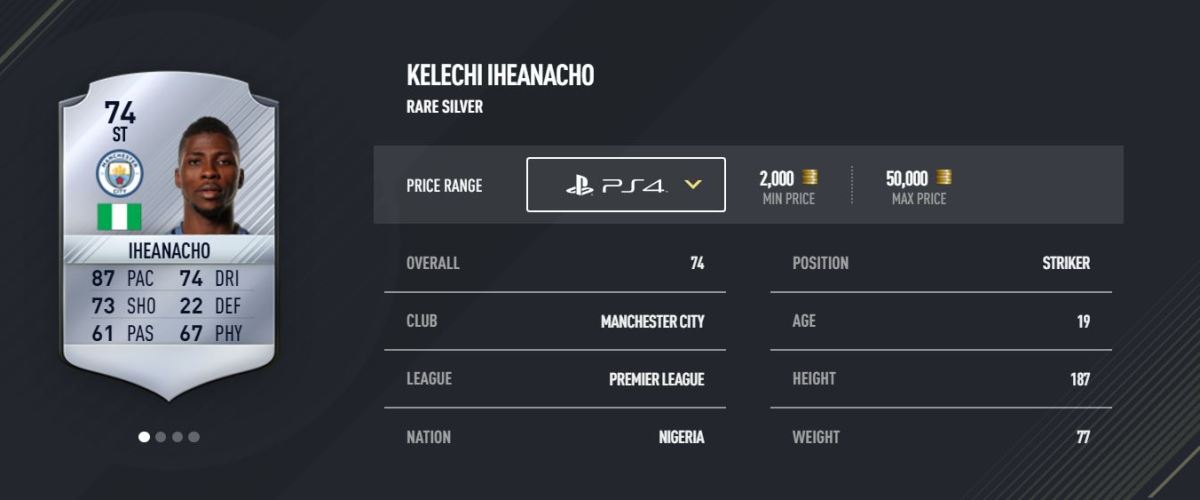 74
ST
MANCHESTER
CITY
IHEANACHO
87 PAC 74 DRI
73 SHO 22 DEF
61 PAS 67 PHY
KELECHI IHEANACHO
RARE SILVER
PRICE RANGE
PS4
2,000
MIN PRICE
50,000
MAX PRICE
OVERALL 74
POSITION STRIKER
CLUB MANCHESTER CITY
AGE 19
LEAGUE PREMIER LEAGUE
HEIGHT 187
NATION NIGERIA
WEIGHT 77